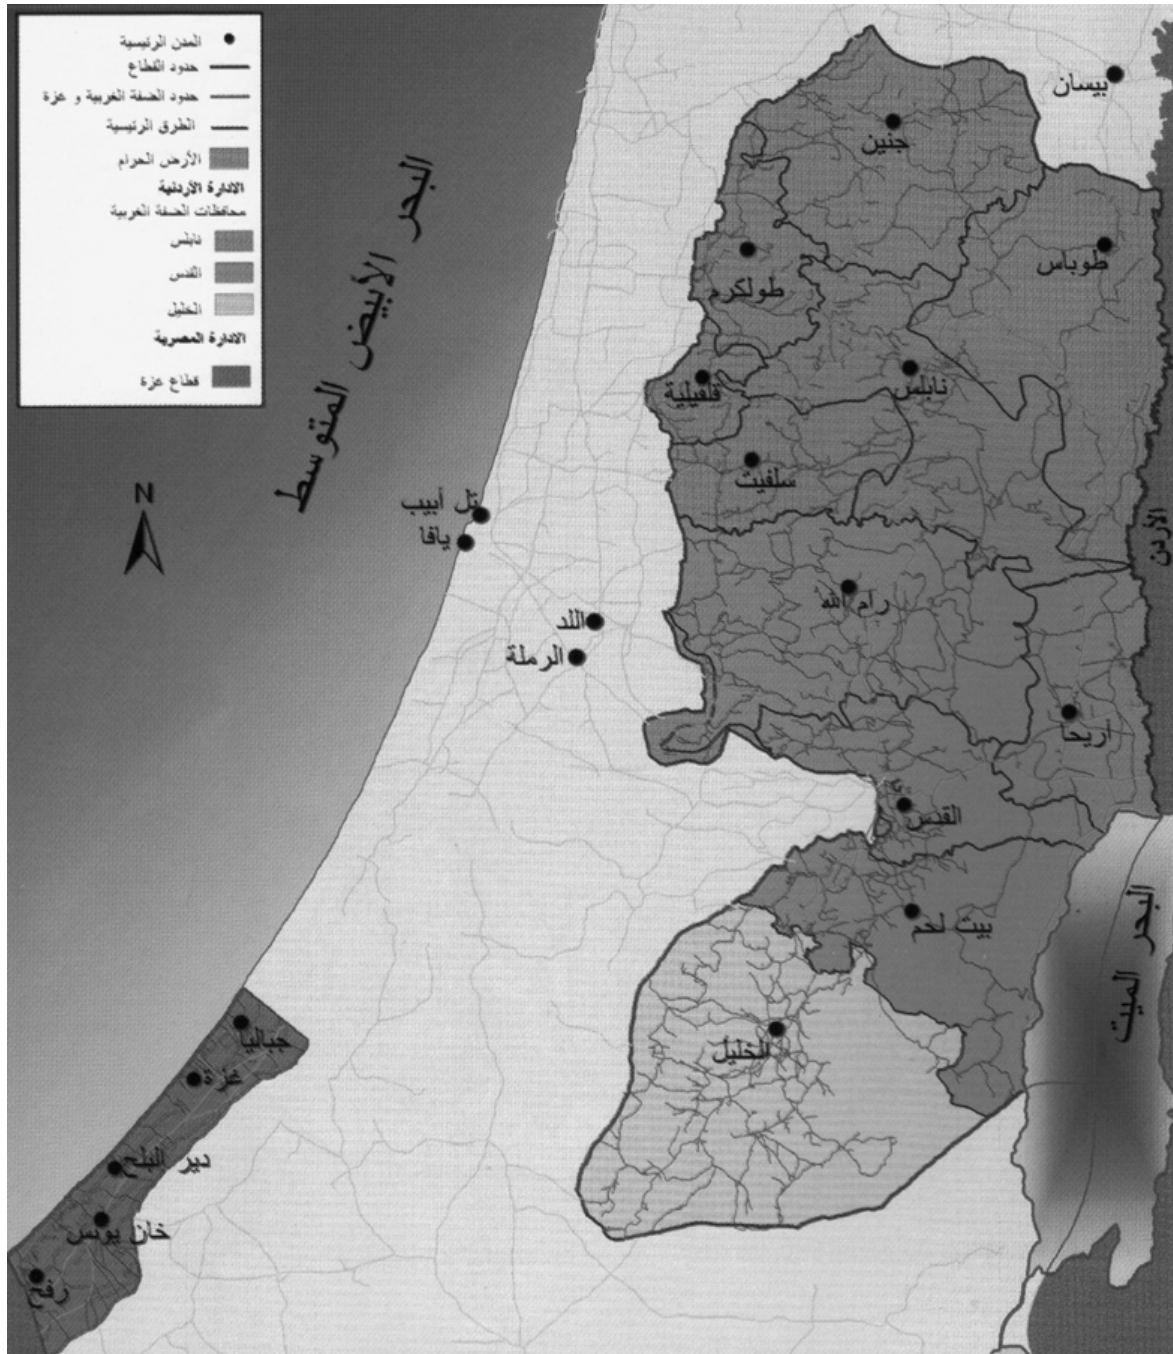 المدن الرئيسية
حدود القطاع
حدود الضفة الغربية و غزة
الطرق الرئيسية
الأرض الحرام
الادارة الأردنية
محافظات الضفة الغربية
نابلس
القدس
الخليل
الادارة المصرية
قطاع غزة
N
البحر الأبيض المتوسط
بيسان
جنين
طوباس
طولكرم
نابلس
قلقيلية
سلفيت
تل أبيب
يافا
الأردن
رام الله
اللد
الرملة
أريحا
القدس
بيت لحم
البحر الميت
الخليل
جباليا
غزة
دير البلح
خان يونس
رفح